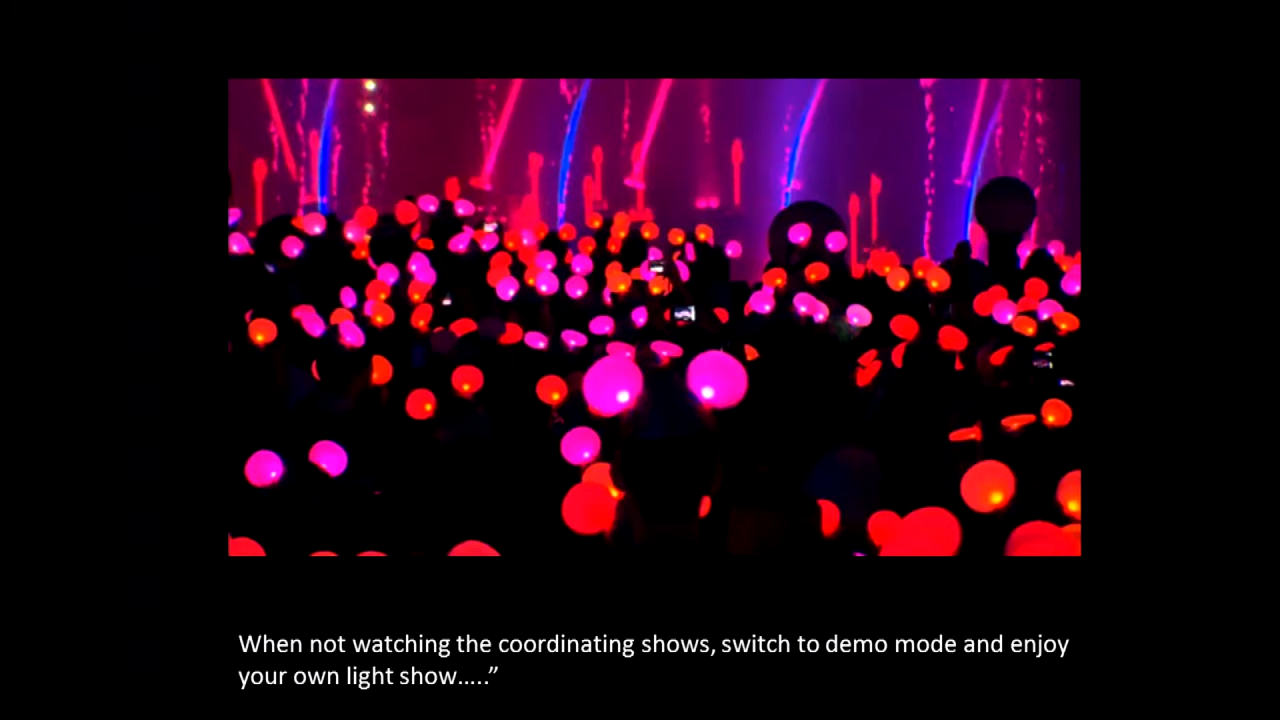 When not watching the coordinating shows, switch to demo mode and enjoy
your own light show.....”